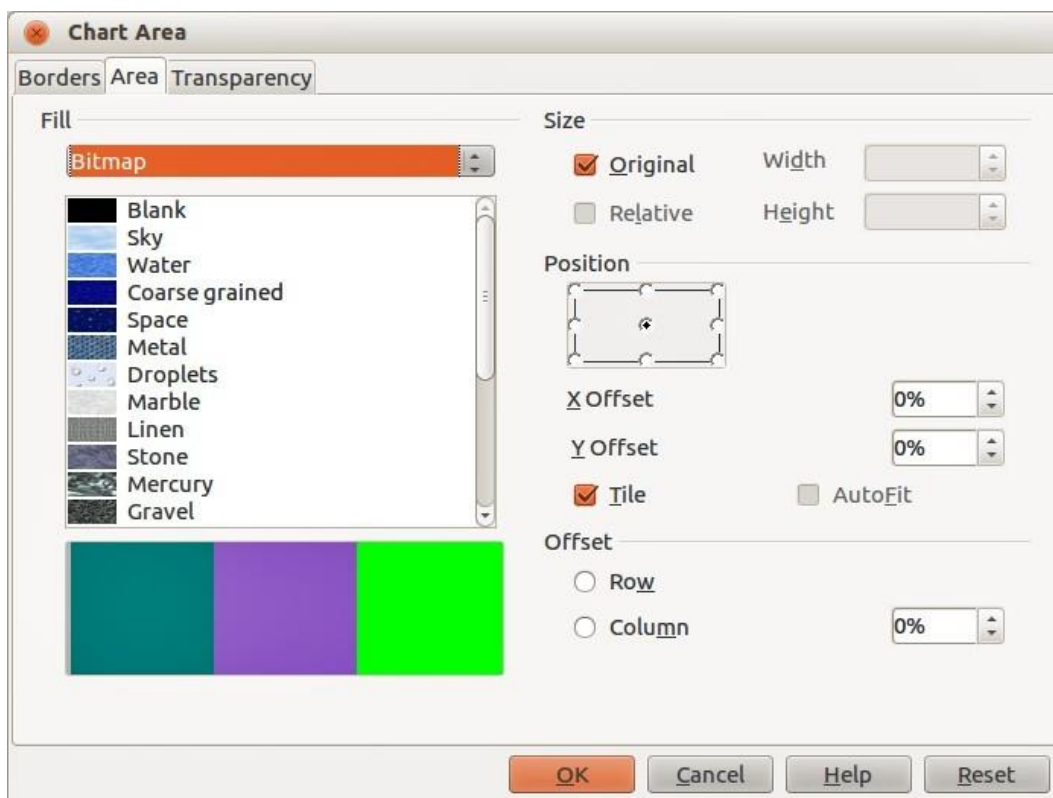 Chart Area
Borders Area Transparency
Fill
Bitmap
Blank
Sky
Water
Coarse grained
Space
Metal
Droplets
Marble
Linen
Stone
Mercury
Gravel
Size
Original Width
Relative Height
Position
X Offset 0%
Y Offset 0%
Tile AutoFit
Offset
Row
Column 0%
OK Cancel Help Reset